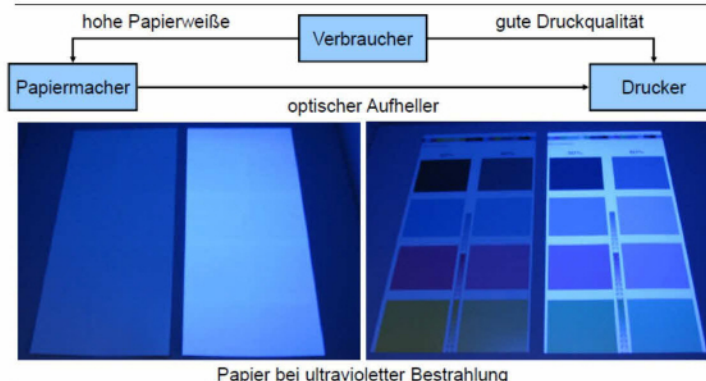 hohe Papierweiße
Verbraucher
gute Druckqualität
Papiermacher
Drucker
optischer Aufheller
Papier bei ultravioletter Bestrahlung